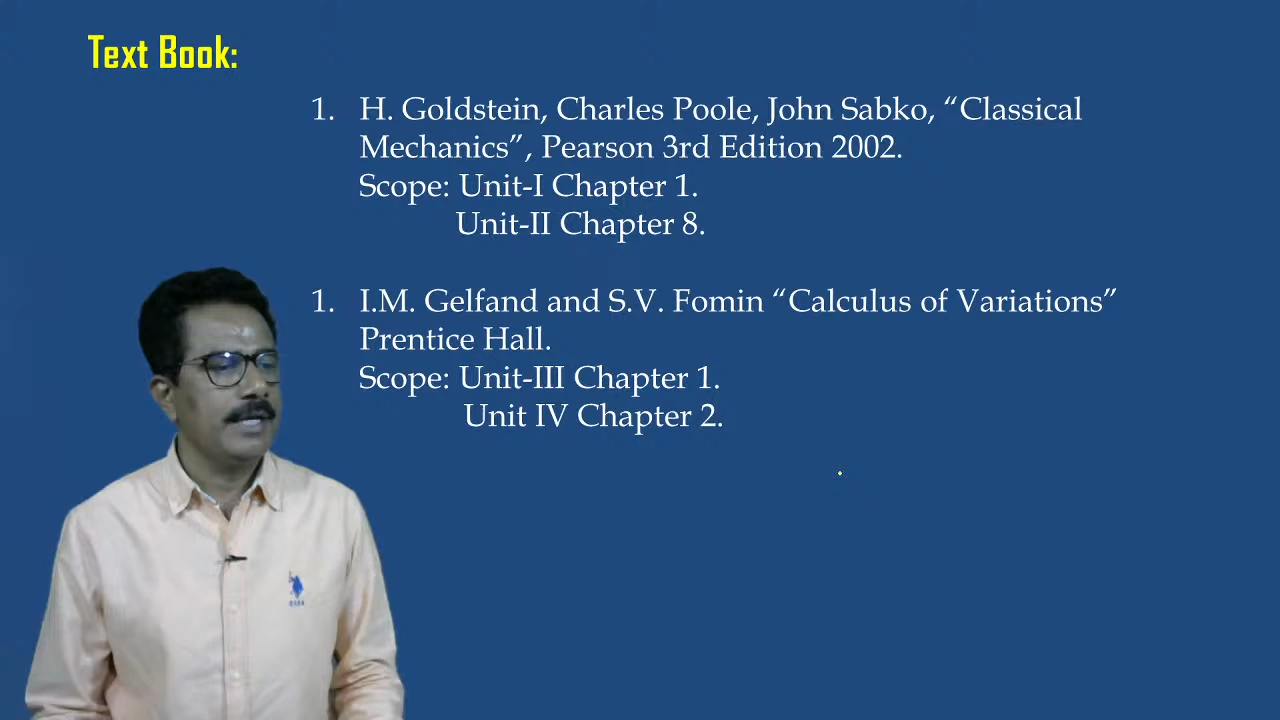 Text Book:
1. H. Goldstein, Charles Poole, John Sabko, “Classical
Mechanics”, Pearson 3rd Edition 2002.
Scope: Unit-I Chapter 1.
Unit-II Chapter 8.
1. I.M. Gelfand and S.V. Fomin “Calculus of Variations”
Prentice Hall.
Scope: Unit-III Chapter 1.
Unit IV Chapter 2.